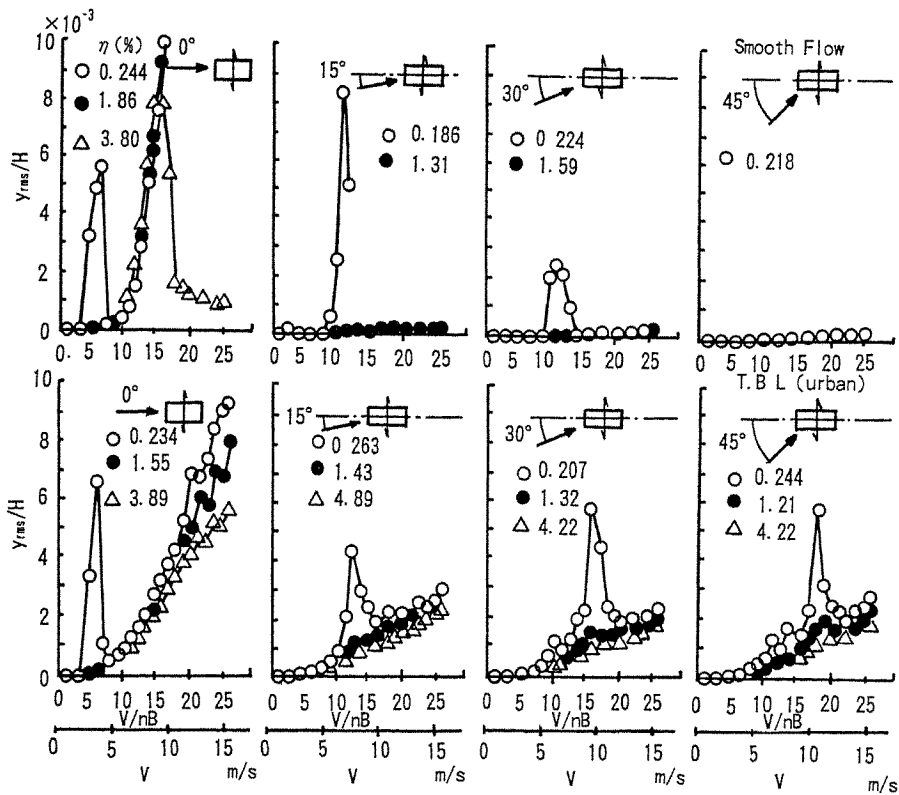 ×10⁻³
10
8
6
4
2
0
y_rms/H
η (%)
○ 0.244
● 1.86
△ 3.80
0°
0. 5 10 15 20 25
15°
○ 0.186
● 1.31
0 5 10 15 20 25
30°
○ 0 224
● 1.59
0 5 10 15 20 25
Smooth Flow
45°
○ 0.218
0 5 10 15 20 25
10
8
6
4
2
0
y_rms/H
0°
○ 0.234
● 1.55
△ 3.89
0 5 10 15 20 25
V/nB
0 5 10 15
V m/s
15°
○ 0 263
● 1.43
△ 4.89
0 5 10 15 20 25
V/nB
0 5 10 15
V m/s
30°
○ 0.207
● 1.32
△ 4.22
0 5 10 15 20 25
V/nB
0 5 10 15
V m/s
T.B L (urban)
45°
○ 0.244
● 1.21
△ 4.22
0 5 10 15 20 25
V/nB
0 5 10 15
V m/s